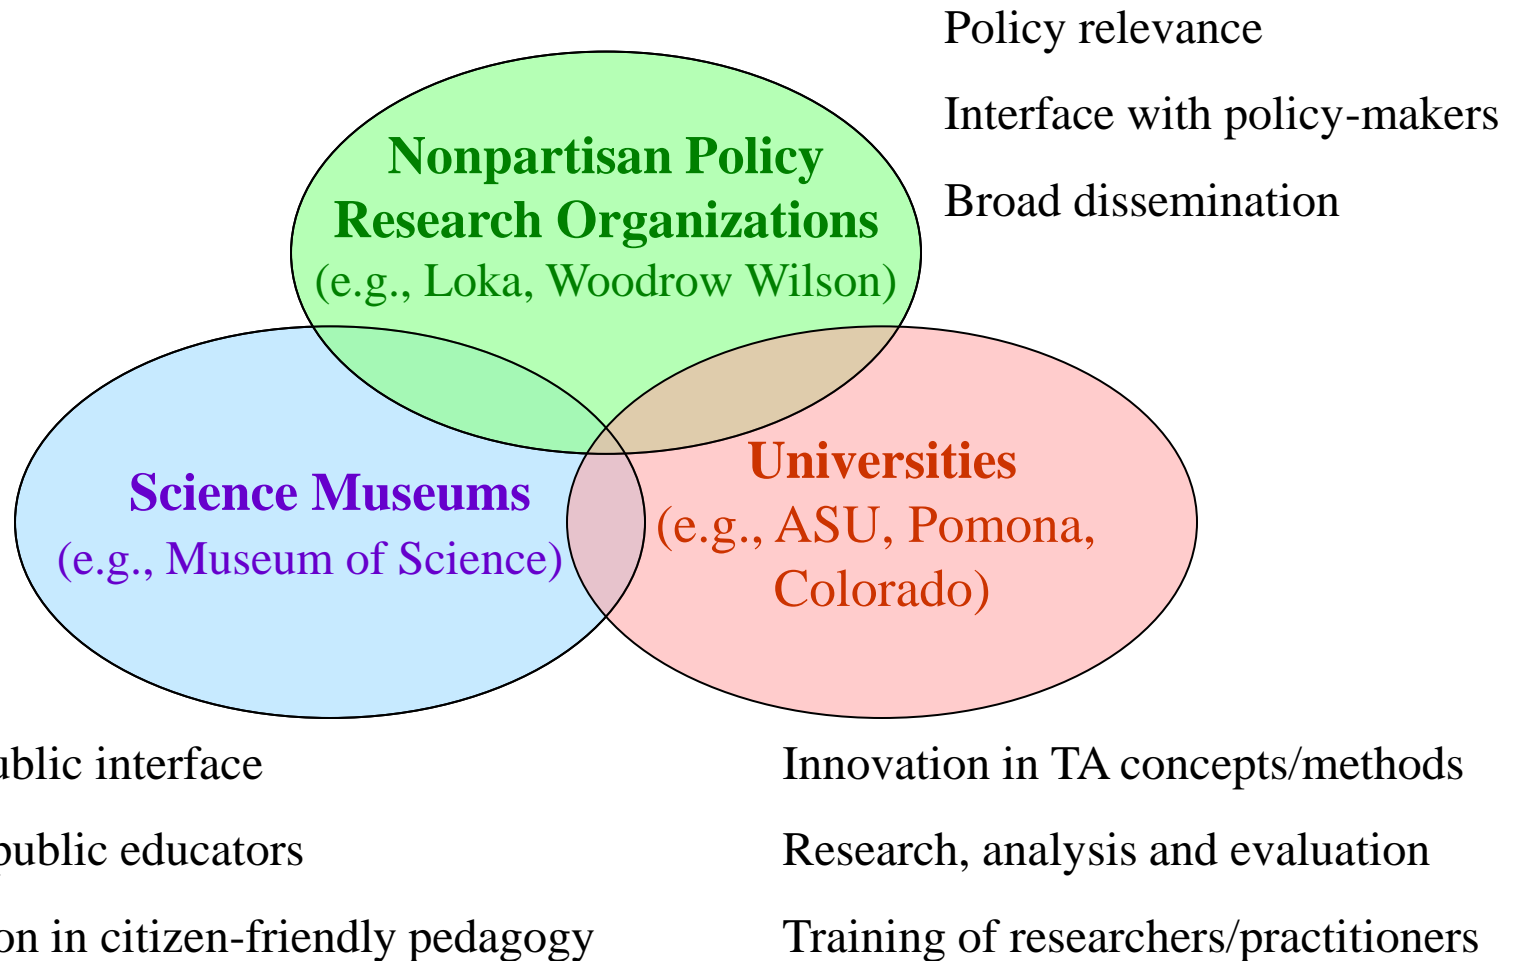 Policy relevance
Interface with policy-makers
Broad dissemination
Nonpartisan Policy
Research Organizations
(e.g., Loka, Woodrow Wilson)
Science Museums
(e.g., Museum of Science)
Universities
(e.g., ASU, Pomona,
Colorado)
interface
public educators
in citizen-friendly pedagogy
Innovation in TA concepts/methods
Research, analysis and evaluation
Training of researchers/practitioners